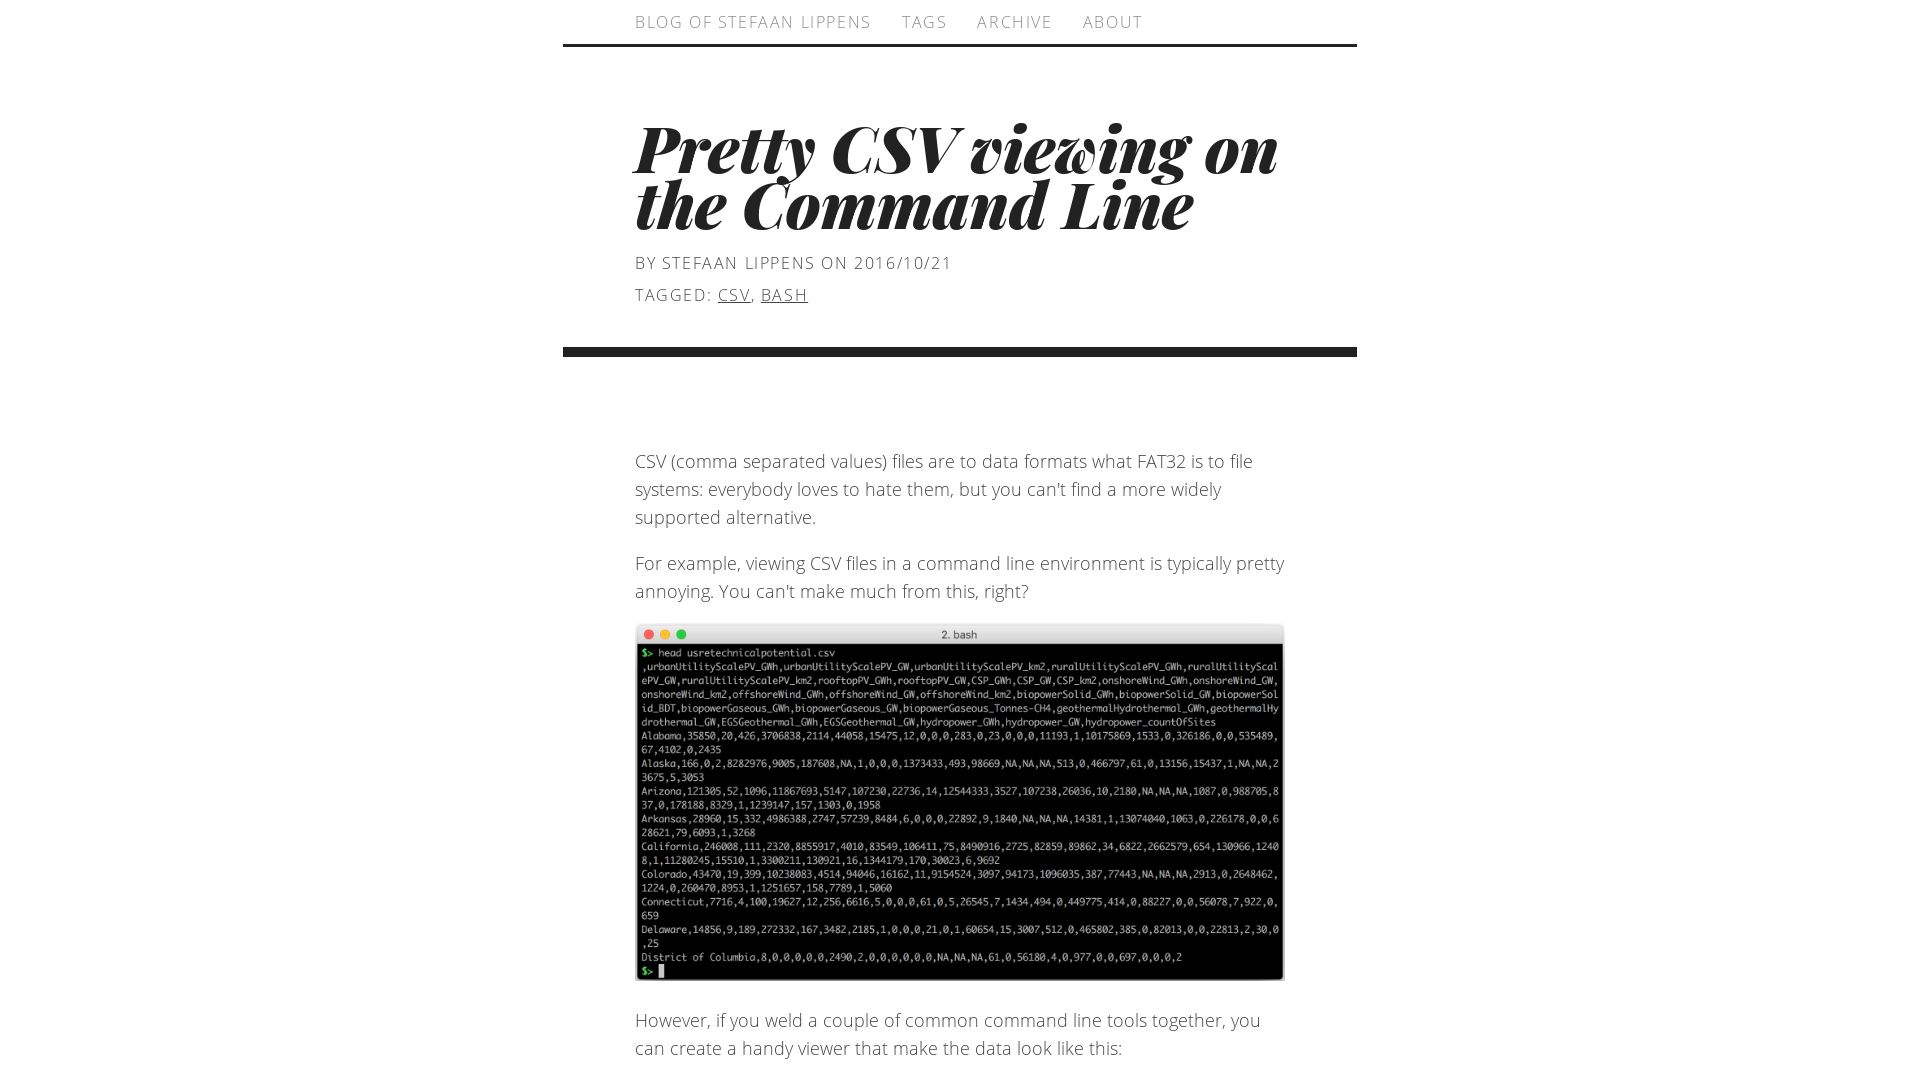 BLOG OF STEFAAN LIPPENS TAGS ARCHIVE ABOUT
Pretty CSV viewing on
the Command Line
BY STEFAAN LIPPENS ON 2016/10/21
TAGGED: CSV, BASH
CSV (comma separated values) files are to data formats what FAT32 is to file
systems: everybody loves to hate them, but you can't find a more widely
supported alternative.
For example, viewing CSV files in a command line environment is typically pretty
annoying. You can't make much from this, right?
2. bash
$> head usretechnicalpotential.csv
,urbanUtilityScalePV_GWh,urbanUtilityScalePV_GW,urbanUtilityScalePV_km2,ruralUtilityScalePV_GWh,ruralUtilityScal
ePV_GW,ruralUtilityScalePV_km2,rooftopPV_GWh,rooftopPV_GW,CSP_GWh,CSP_GW,CSP_km2,onshoreWind_GWh,onshoreWind_GW,
onshoreWind_km2,offshoreWind_GWh,offshoreWind_GW,offshoreWind_km2,biopowerSolid_GWh,biopowerSolid_GW,biopowerSol
id_BDT,biopowerGaseous_GWh,biopowerGaseous_GW,biopowerGaseous_Tonnes-CH4,geothermalHydrothermal_GWh,geothermalHy
drothermal_GW,EGSGeothermal_GWh,EGSGeothermal_GW,hydropower_GWh,hydropower_GW,hydropower_countOfSites
Alabama,35850,20,426,3706838,2114,44058,15475,12,0,0,0,283,0,23,0,0,0,11193,1,10175869,1533,0,326186,0,0,535489,
67,4102,0,2435
Alaska,166,0,2,8282976,9005,187608,NA,1,0,0,0,1373433,493,98669,NA,NA,NA,513,0,466797,61,0,13156,15437,1,NA,NA,2
3675,5,3053
Arizona,121305,52,1096,11867693,5147,107230,22736,14,12544333,3527,107238,26036,10,2180,NA,NA,NA,1087,0,988705,8
37,0,178188,8329,1,1239147,157,1303,0,1958
Arkansas,28960,15,332,4986388,2747,57239,8484,6,0,0,0,22892,9,1840,NA,NA,NA,14381,1,13074040,1063,0,226178,0,0,6
28621,79,6093,1,3268
California,246008,111,2320,8855917,4010,83549,106411,75,8490916,2725,82859,89862,34,6822,2662579,654,130966,1240
8,1,11280245,15510,1,3300211,130921,16,1344179,170,30023,6,9692
Colorado,43470,19,399,10238083,4514,94046,16162,11,9154524,3097,94173,1096035,387,77443,NA,NA,NA,2913,0,2648462,
1224,0,260470,8953,1,1251657,158,7789,1,5060
Connecticut,7716,4,100,19627,12,256,6616,5,0,0,0,61,0,5,26545,7,1434,494,0,449775,414,0,88227,0,0,56078,7,922,0,
659
Delaware,14856,9,189,272332,167,3482,2185,1,0,0,0,21,0,1,60654,15,3007,512,0,465802,385,0,82013,0,0,22813,2,30,0
,25
District of Columbia,8,0,0,0,0,0,2490,2,0,0,0,0,0,0,NA,NA,NA,61,0,56180,4,0,977,0,0,697,0,0,0,2
$>
However, if you weld a couple of common command line tools together, you
can create a handy viewer that make the data look like this: